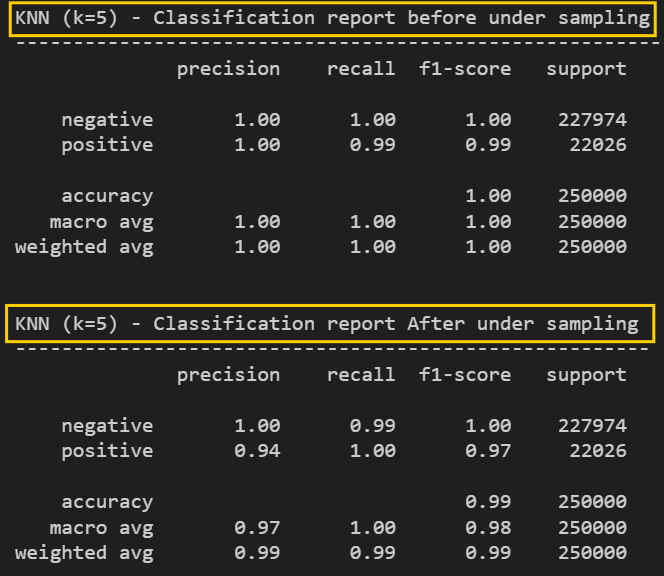 KNN (k=5) - Classification report before under sampling
--------------------------------------------------------
precision recall f1-score support
negative 1.00 1.00 1.00 227974
positive 1.00 0.99 0.99 22026
accuracy 1.00 250000
macro avg 1.00 1.00 1.00 250000
weighted avg 1.00 1.00 1.00 250000
KNN (k=5) - Classification report After under sampling
-------------------------------------------------------
precision recall f1-score support
negative 1.00 0.99 1.00 227974
positive 0.94 1.00 0.97 22026
accuracy 0.99 250000
macro avg 0.97 1.00 0.98 250000
weighted avg 0.99 0.99 0.99 250000